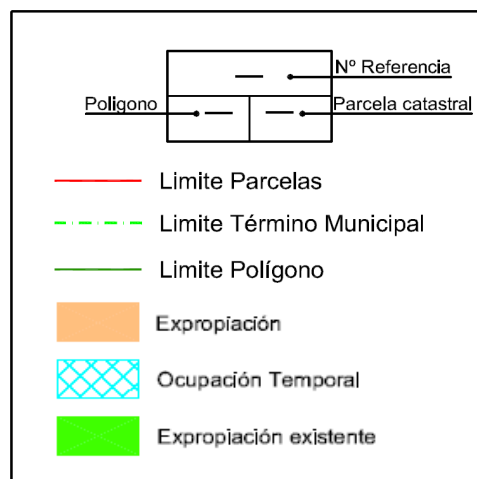 Nº Referencia
Poligono
Parcela catastral
Limite Parcelas
Limite Término Municipal
Limite Polígono
Expropiación
Ocupación Temporal
Expropiación existente